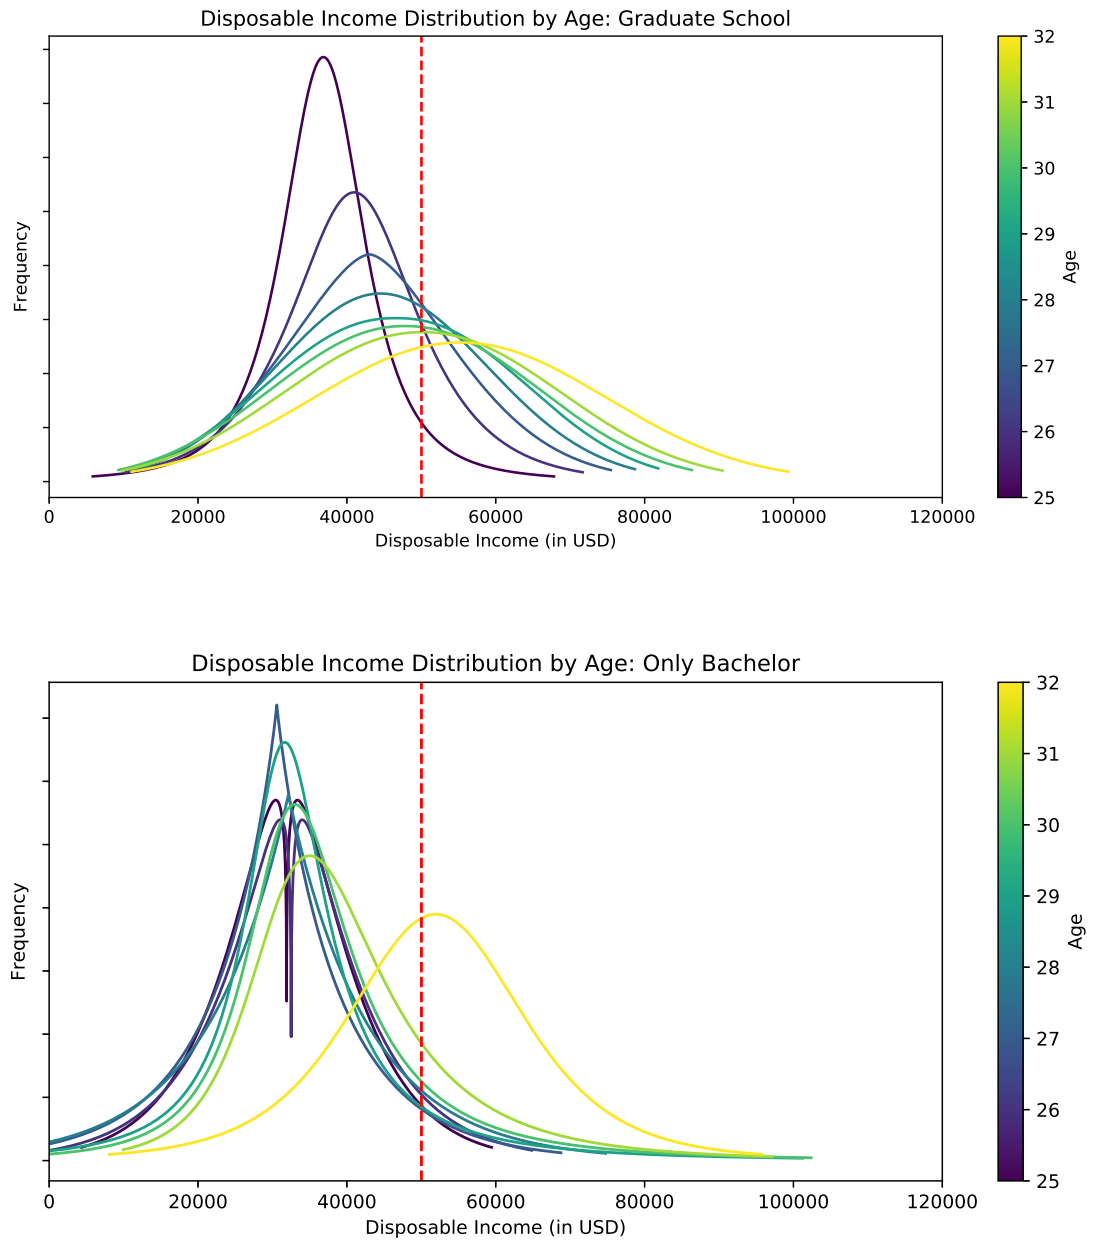 Disposable Income Distribution by Age: Graduate School
Frequency
0 20000 40000 60000 80000 100000 120000
Disposable Income (in USD)
32
31
30
29
28
27
26
25
Age
Disposable Income Distribution by Age: Only Bachelor
Frequency
0 20000 40000 60000 80000 100000 120000
Disposable Income (in USD)
32
31
30
29
28
27
26
25
Age